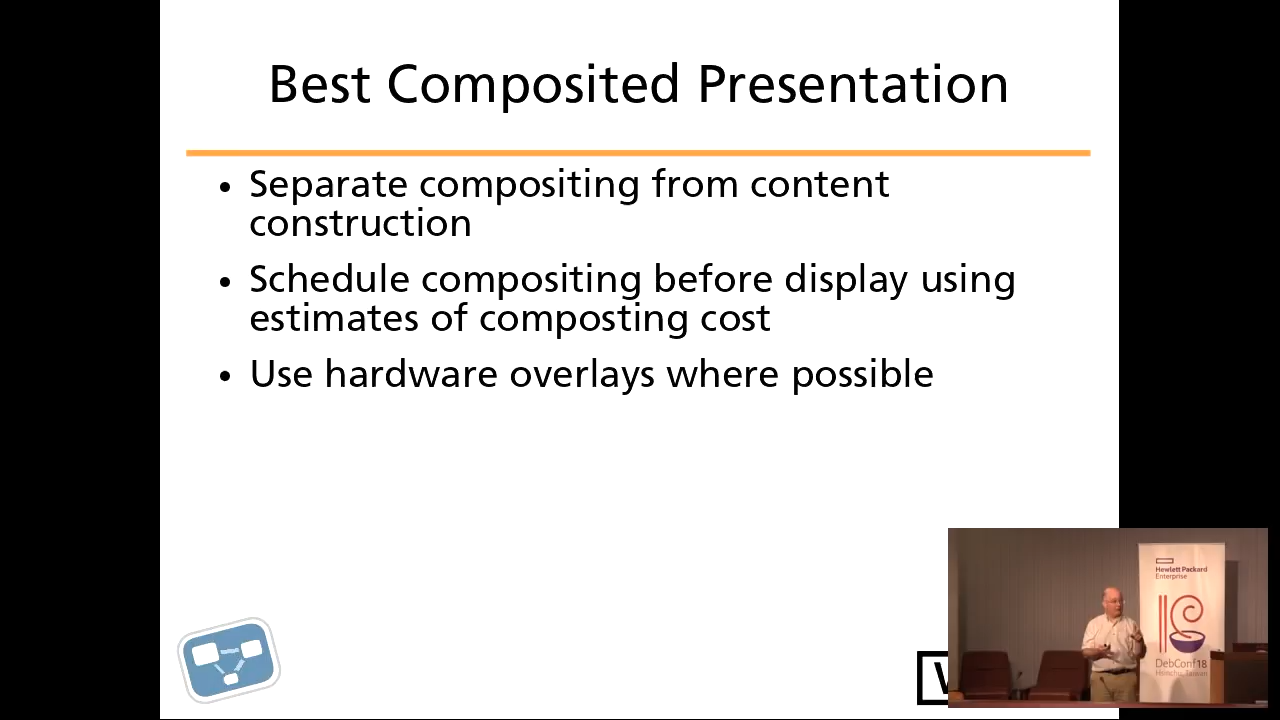 Best Composited Presentation
• Separate compositing from content
construction
• Schedule compositing before display using
estimates of composting cost
• Use hardware overlays where possible
Hewlett Packard
Enterprise
DebConf18
Hsinchu, Taiwan